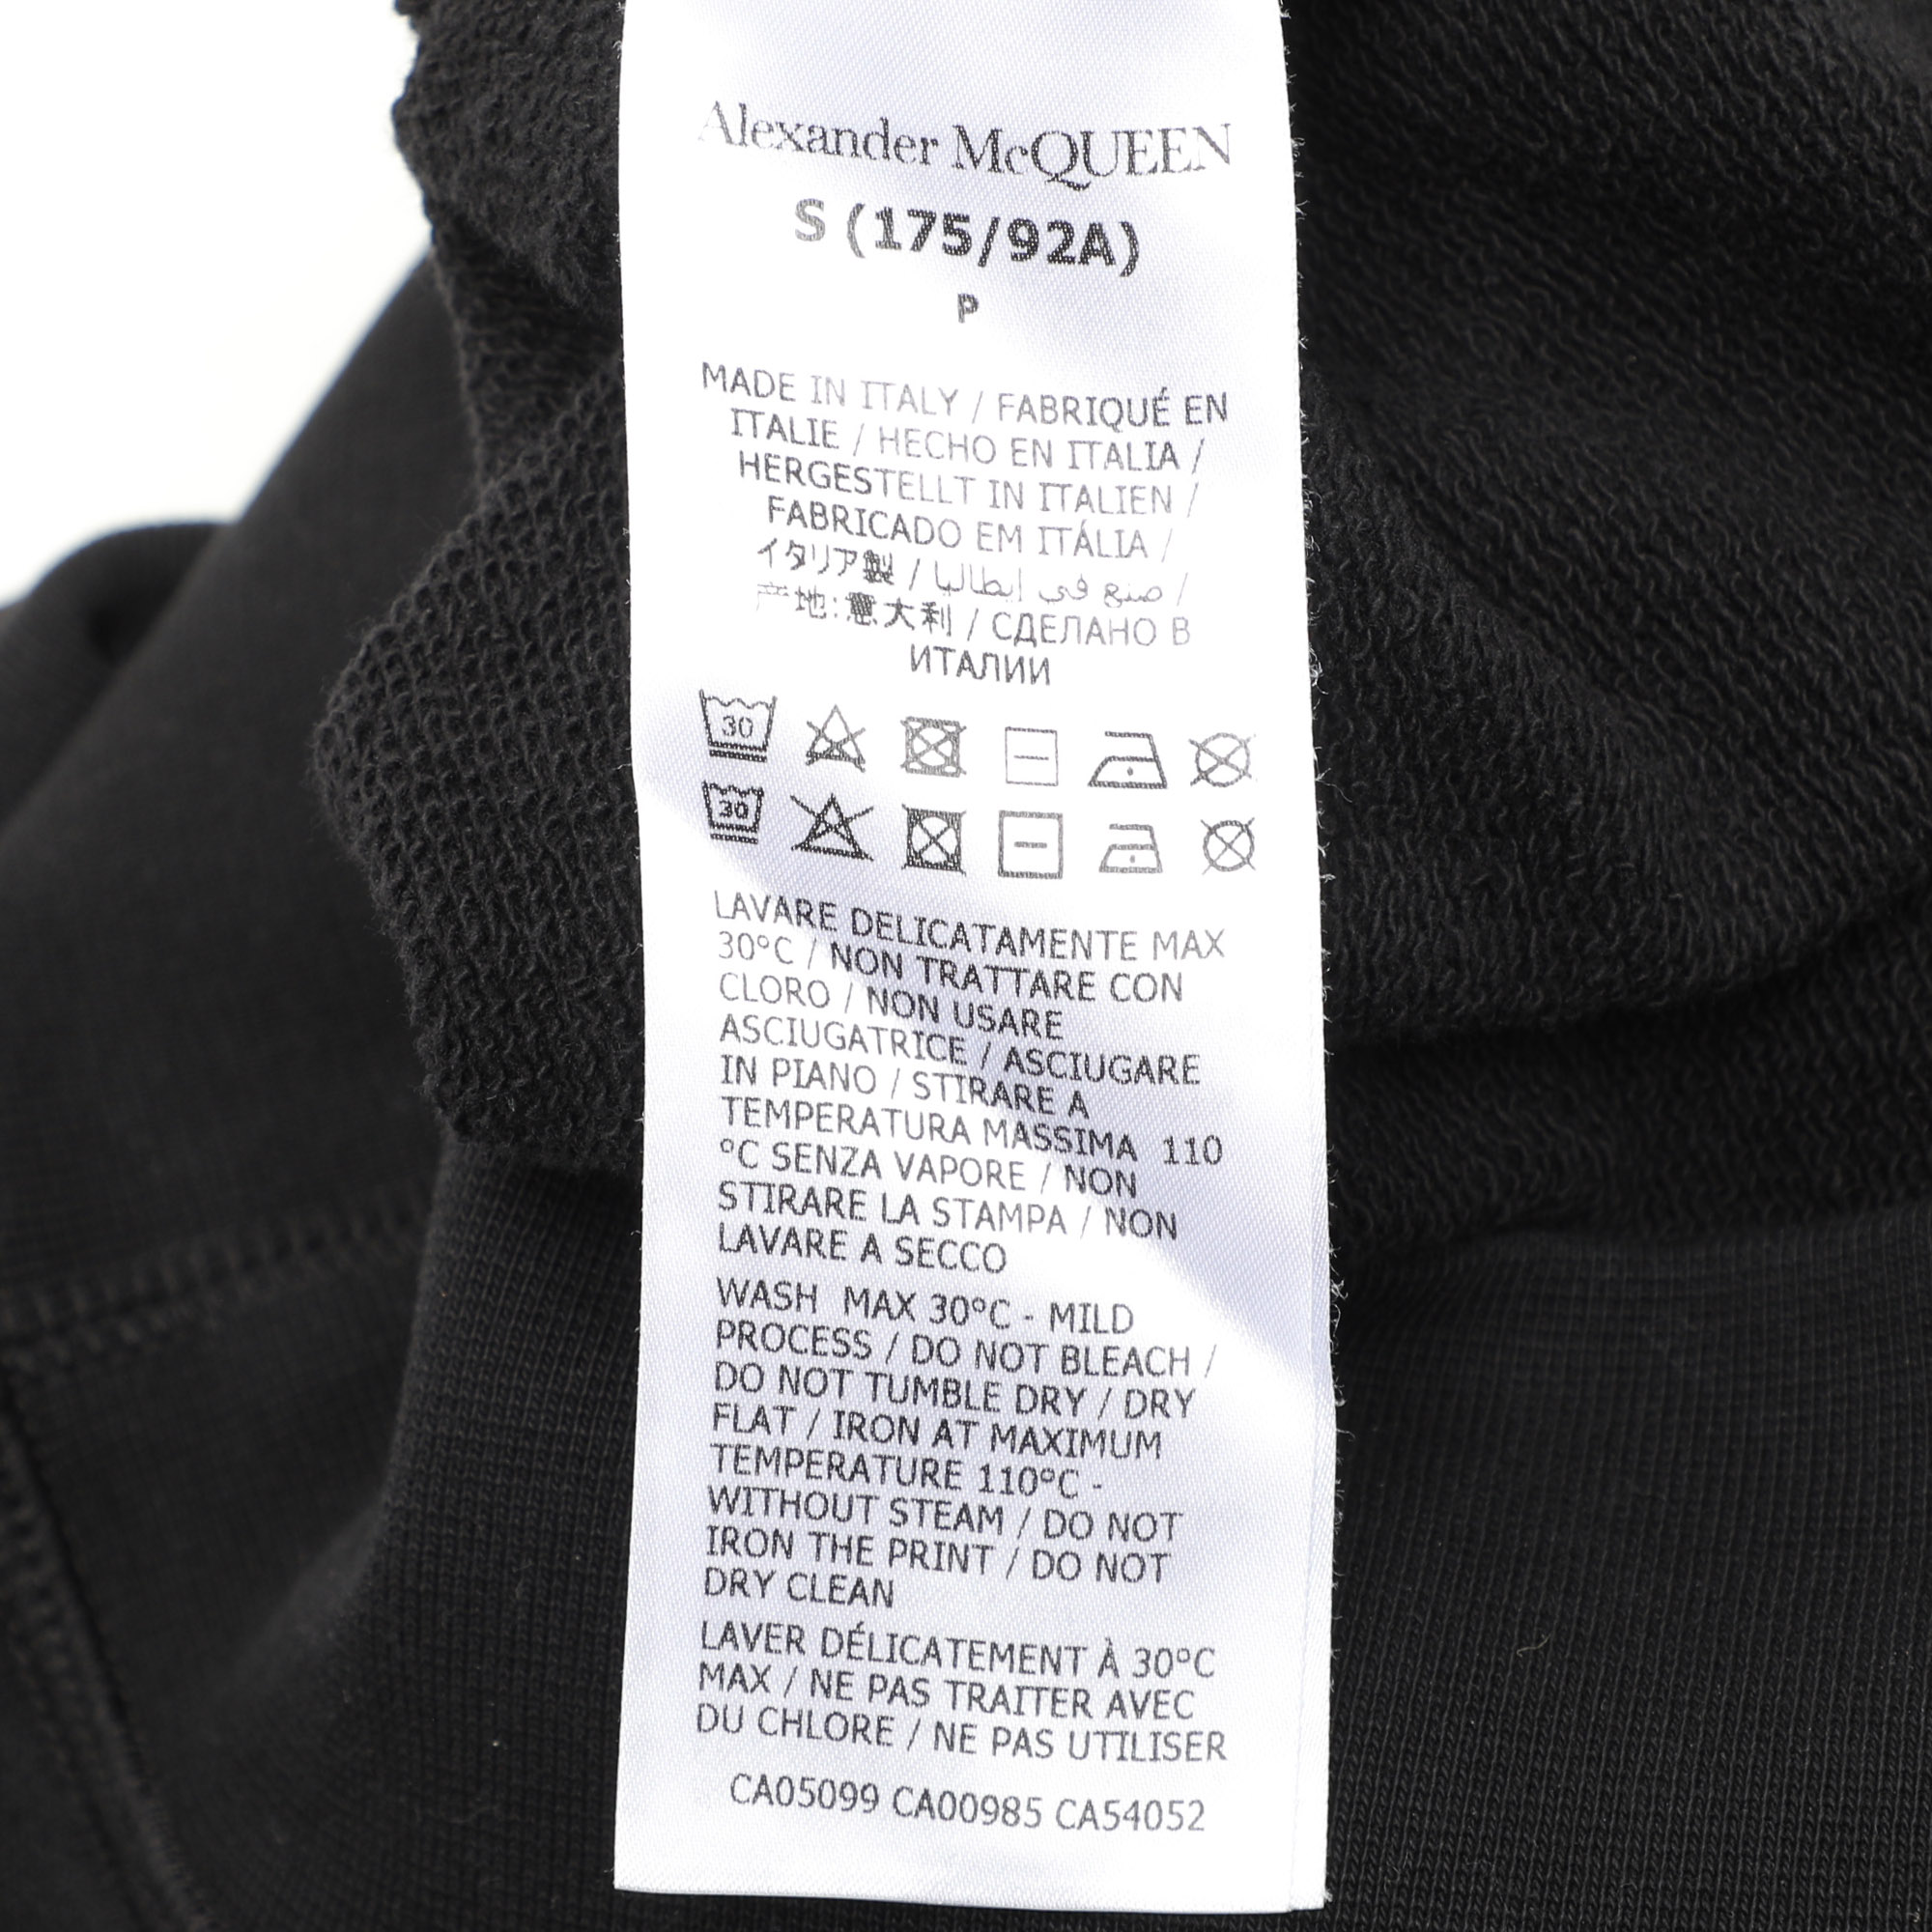 Alexander McQUEEN
S (175/92A)
P
MADE IN ITALY / FABRIQUÉ EN
ITALIE / HECHO EN ITALIA /
HERGESTELLT IN ITALIEN /
FABRICADO EM ITÁLIA /
イタリア製 / صنع في إيطاليا /
产地:意大利 / СДЕЛАНО В
ИТАЛИИ
30
30
LAVARE DELICATAMENTE MAX
30°C / NON TRATTARE CON
CLORO / NON USARE
ASCIUGATRICE / ASCIUGARE
IN PIANO / STIRARE A
TEMPERATURA MASSIMA 110
°C SENZA VAPORE / NON
STIRARE LA STAMPA / NON
LAVARE A SECCO
WASH MAX 30°C - MILD
PROCESS / DO NOT BLEACH /
DO NOT TUMBLE DRY / DRY
FLAT / IRON AT MAXIMUM
TEMPERATURE 110°C -
WITHOUT STEAM / DO NOT
IRON THE PRINT / DO NOT
DRY CLEAN
LAVER DÉLICATEMENT À 30°C
MAX / NE PAS TRAITER AVEC
DU CHLORE / NE PAS UTILISER
CA05099 CA00985 CA54052